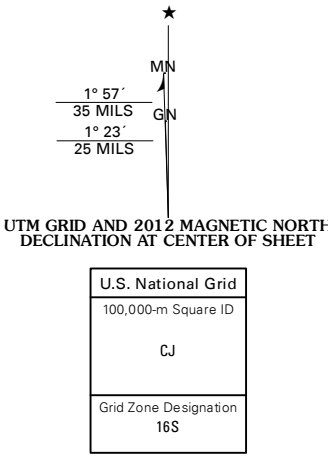 MN
1° 57´
35 MILS
GN
1° 23´
25 MILS
UTM GRID AND 2012 MAGNETIC NORTH
DECLINATION AT CENTER OF SHEET
U.S. National Grid
100,000-m Square ID
CJ
Grid Zone Designation
16S